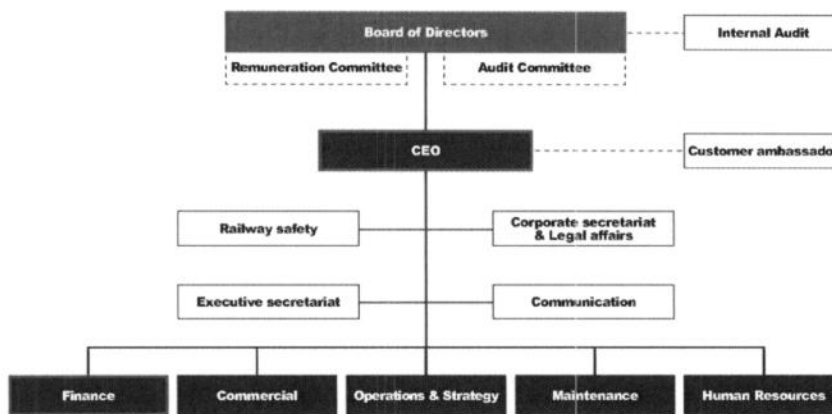 Board of Directors
Internal Audit
Remuneration Committee
Audit Committee
CEO
Customer ambassado
Railway safety
Corporate secretariat
& Legal affairs
Executive secretariat
Communication
Finance
Commercial
Operations & Strategy
Maintenance
Human Resources